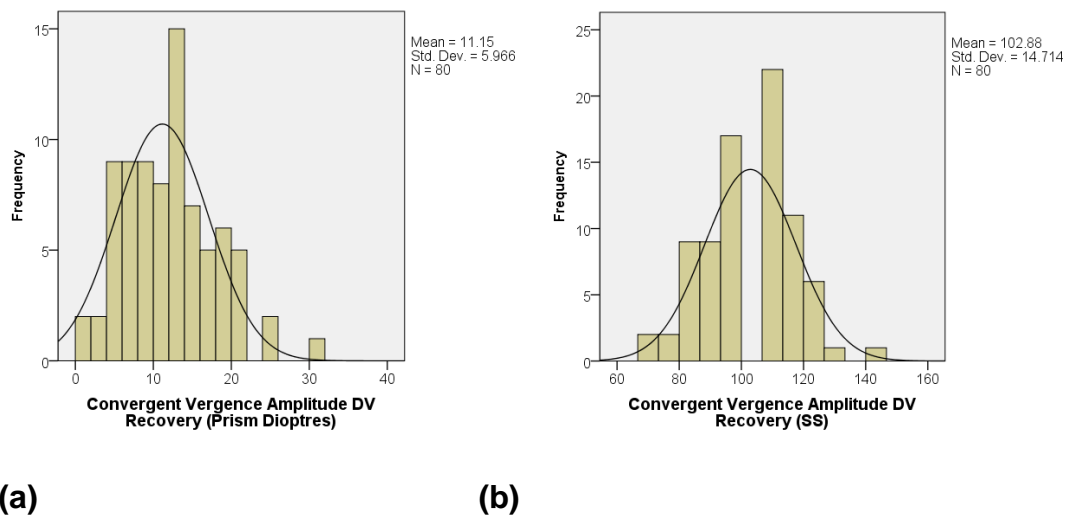 15
10
5
0
Frequency
0 10 20 30 40
Convergent Vergence Amplitude DV
Recovery (Prism Dioptres)
Mean = 11.15
Std. Dev. = 5.966
N = 80
25
20
15
10
5
0
Frequency
60 80 100 120 140 160
Convergent Vergence Amplitude DV
Recovery (SS)
Mean = 102.88
Std. Dev. = 14.714
N = 80
(a)
(b)